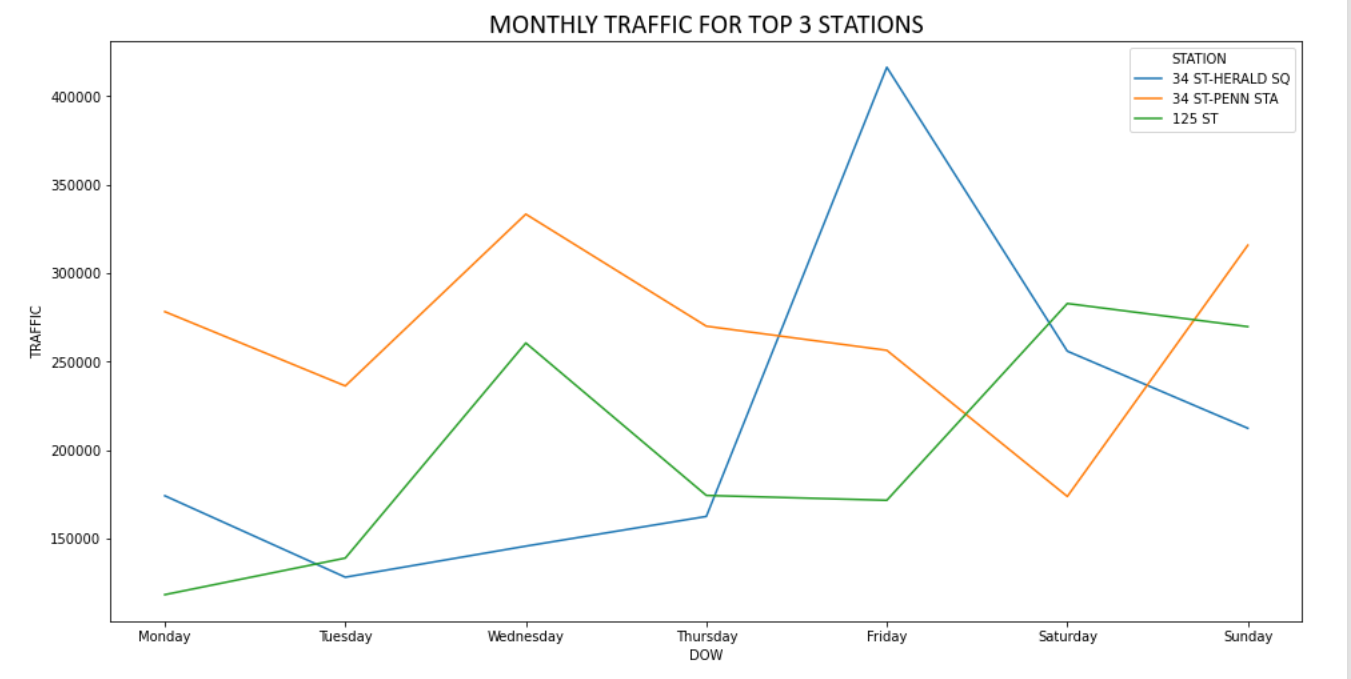 MONTHLY TRAFFIC FOR TOP 3 STATIONS
STATION
34 ST-HERALD SQ
34 ST-PENN STA
125 ST
400000
350000
300000
250000
200000
150000
TRAFFIC
Monday Tuesday Wednesday Thursday Friday Saturday Sunday
DOW